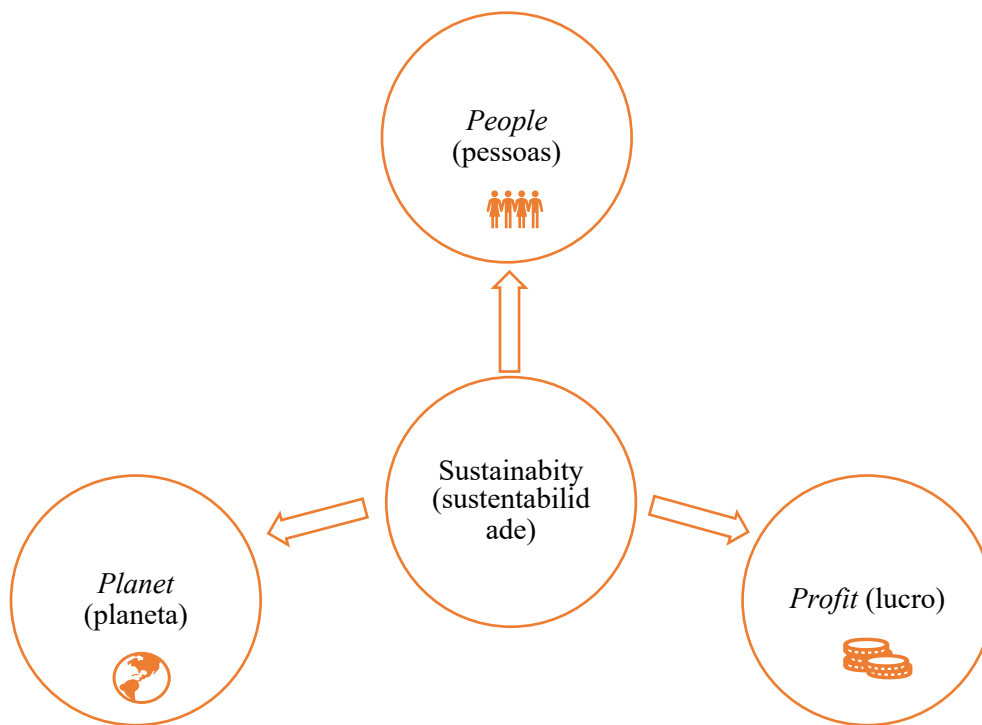 People
(pessoas)
Sustainabity
(sustentabilid
ade)
Planet
(planeta)
Profit (lucro)